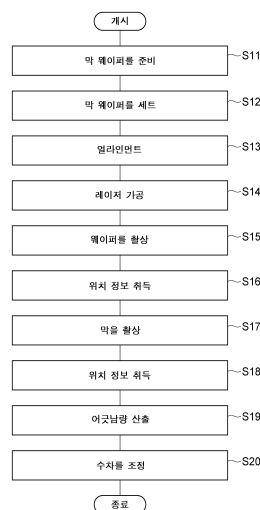 개시
막 웨이퍼를 준비 S11
막 웨이퍼를 세트 S12
얼라인먼트 S13
레이저 가공 S14
웨이퍼를 촬상 S15
위치 정보 취득 S16
막을 촬상 S17
위치 정보 취득 S18
어긋남량 산출 S19
수차를 조정 S20
종료